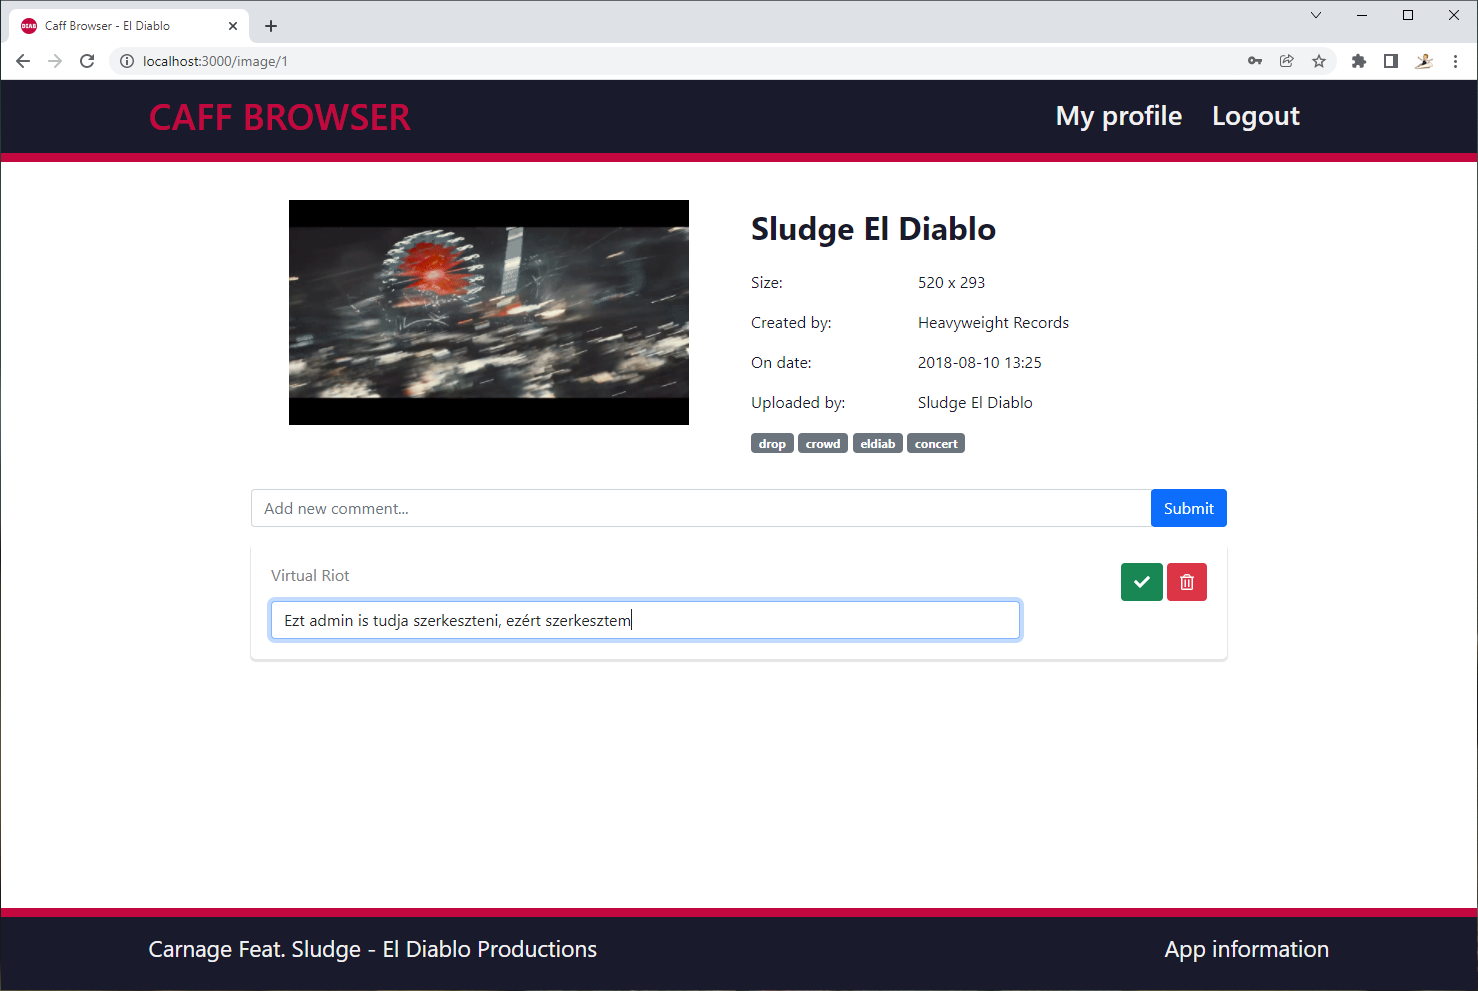 DIAB
Caff Browser - El Diablo
localhost:3000/image/1
CAFF BROWSER
My profile
Logout
Sludge El Diablo
Size: 520 x 293
Created by: Heavyweight Records
On date: 2018-08-10 13:25
Uploaded by: Sludge El Diablo
drop crowd eldiab concert
Add new comment...
Submit
Virtual Riot
Ezt admin is tudja szerkeszteni, ezért szerkesztem
Carnage Feat. Sludge - El Diablo Productions
App information